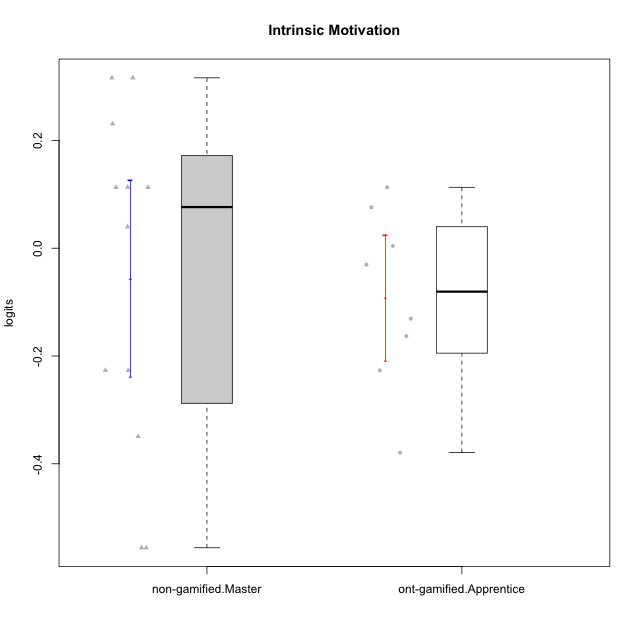 Intrinsic Motivation
logits
0.2
0.0
-0.2
-0.4
non-gamified.Master
ont-gamified.Apprentice